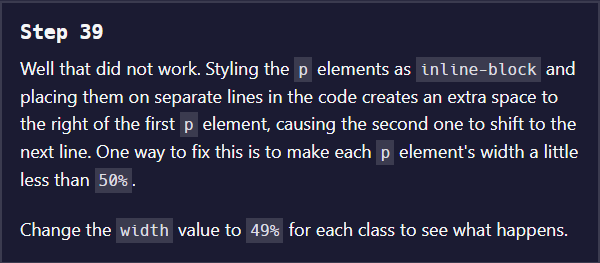 Step 39
Well that did not work. Styling the p elements as inline-block and
placing them on separate lines in the code creates an extra space to
the right of the first p element, causing the second one to shift to the
next line. One way to fix this is to make each p element's width a little
less than 50%.
Change the width value to 49% for each class to see what happens.